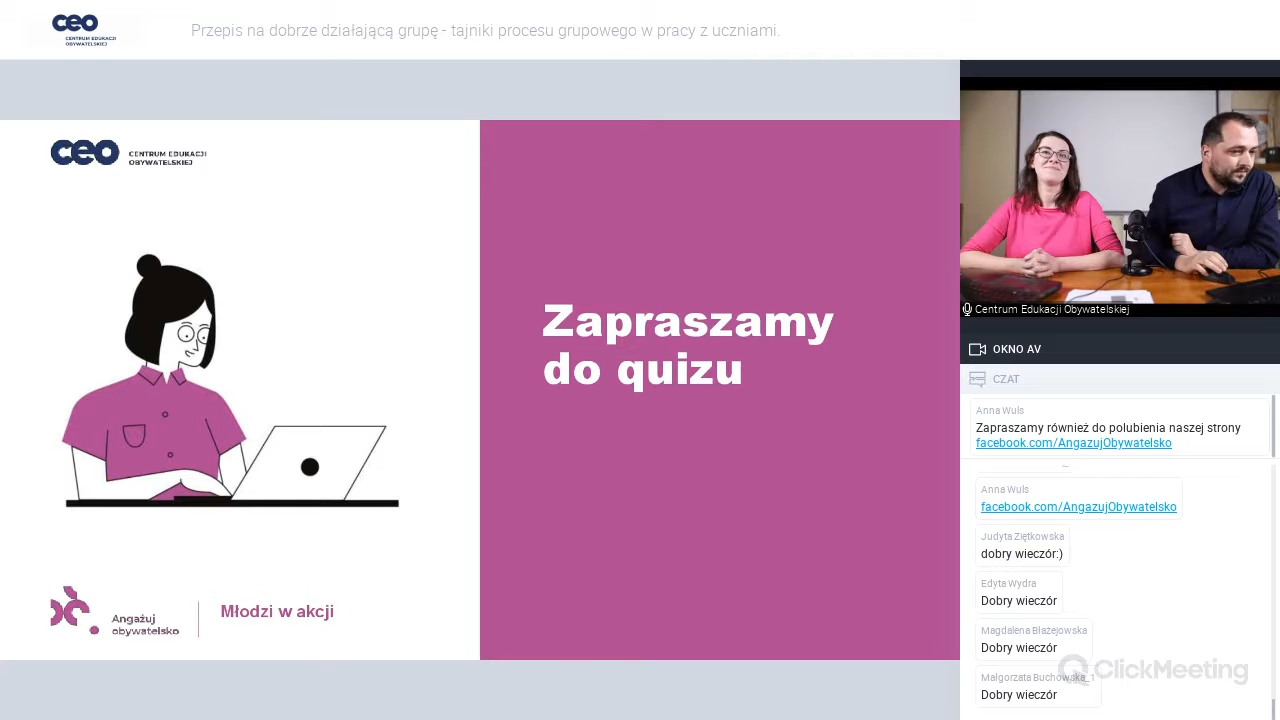 ceo
CENTRUM EDUKACJI
OBYWATELSKIEJ
Przepis na dobrze działającą grupę - tajniki procesu grupowego w pracy z uczniami.
ceo
CENTRUM EDUKACJI
OBYWATELSKIEJ
Zapraszamy
do quizu
Angażuj
obywatelsko
Młodzi w akcji
Centrum Edukacji Obywatelskiej
OKNO AV
CZAT
Anna Wuls
Zapraszamy również do polubienia naszej strony
facebook.com/AngazujObywatelsko
Anna Wuls
facebook.com/AngazujObywatelsko
Judyta Ziętkowska
dobry wieczór:)
Edyta Wydra
Dobry wieczór
Magdalena Błażejowska
Dobry wieczór
Małgorzata Buchowska_1
Dobry wieczór
ClickMeeting